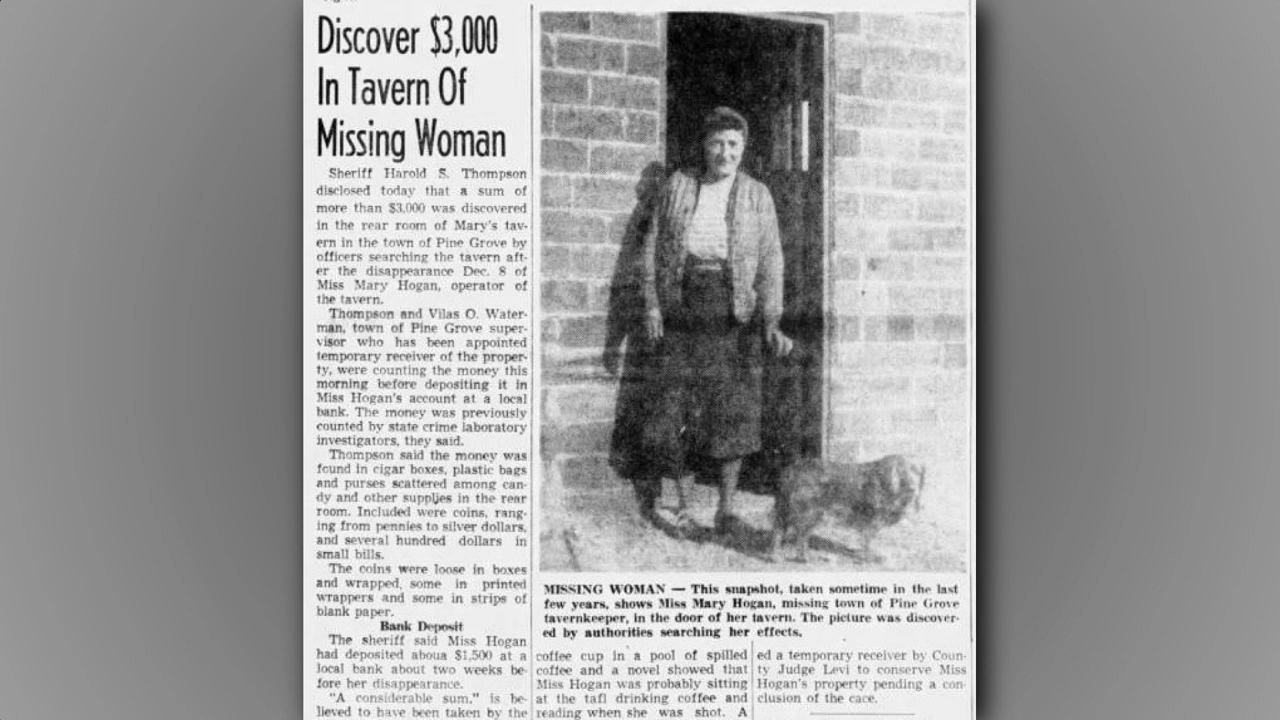 Discover $3,000
In Tavern Of
Missing Woman
Sheriff Harold S. Thompson
disclosed today that a sum of
more than $3,000 was discovered
in the rear room of Mary's tav-
ern in the town of Pine Grove by
officers searching the tavern aft-
er the disappearance Dec. 8 of
Miss Mary Hogan, operator of
the tavern.
Thompson and Vilas O. Water-
man, town of Pine Grove super-
visor who has been appointed
temporary receiver of the proper-
ty, were counting the money this
morning before depositing it in
Miss Hogan's account at a local
bank. The money was previously
counted by state crime laboratory
investigators, they said.
Thompson said the money was
found in cigar boxes, plastic bags
and purses scattered among can-
dy and other supplies in the rear
room. Included were coins, rang-
ing from pennies to silver dollars,
and several hundred dollars in
small bills.
The coins were loose in boxes
and wrapped, some in printed
wrappers and some in strips of
blank paper.
Bank Deposit
The sheriff said Miss Hogan
had deposited aboua $1,500 at a
local bank about two weeks be-
fore her disappearance.
"A considerable sum," is be-
lieved to have been taken by the
MISSING WOMAN — This snapshot, taken sometime in the last
few years, shows Miss Mary Hogan, missing town of Pine Grove
tavernkeeper, in the door of her tavern. The picture was discover-
ed by authorities searching her effects.
coffee cup in a pool of spilled
coffee and a novel showed that
Miss Hogan was probably sitting
at the tafl drinking coffee and
reading when she was shot. A
ed a temporary receiver by Coun-
ty Judge Levi to conserve Miss
Hogan's property pending a con-
clusion of the cace.